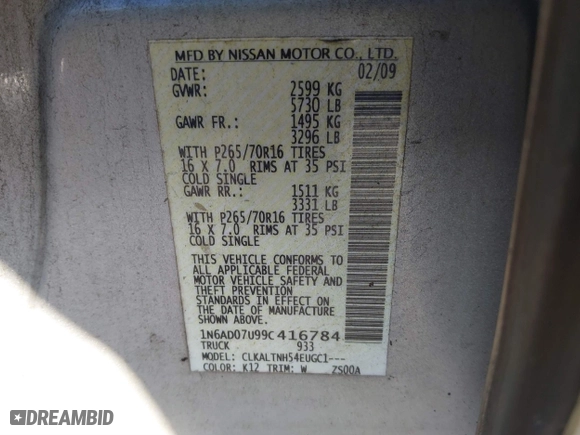 MFD BY NISSAN MOTOR CO., LTD.
DATE: 02/09
GVWR: 2599 KG
5730 LB
GAWR FR.: 1495 KG
3296 LB
WITH P265/70R16 TIRES
16 X 7.0 RIMS AT 35 PSI
COLD SINGLE
GAWR RR.: 1511 KG
3331 LB
WITH P265/70R16 TIRES
16 X 7.0 RIMS AT 35 PSI
COLD SINGLE
THIS VEHICLE CONFORMS TO
ALL APPLICABLE FEDERAL
MOTOR VEHICLE SAFETY AND
THEFT PREVENTION
STANDARDS IN EFFECT ON
THE DATE OF MANUFACTURE
SHOWN ABOVE.
1N6AD07U99C416784
TRUCK 933
MODEL: CLKALTNH54EUGC1---
COLOR: K12 TRIM: W ZS00A
DREAMBID